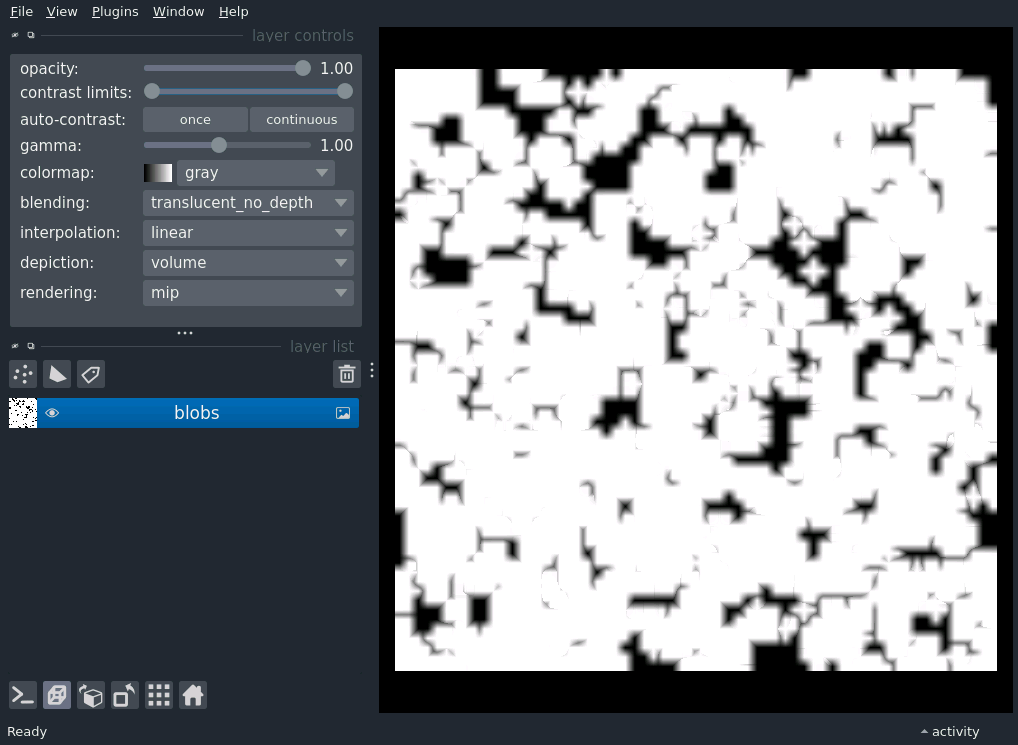 File View Plugins Window Help
layer controls
opacity: 1.00
contrast limits:
auto-contrast: once continuous
gamma: 1.00
colormap: gray
blending: translucent_no_depth
interpolation: linear
depiction: volume
rendering: mip
layer list
blobs
Ready
activity